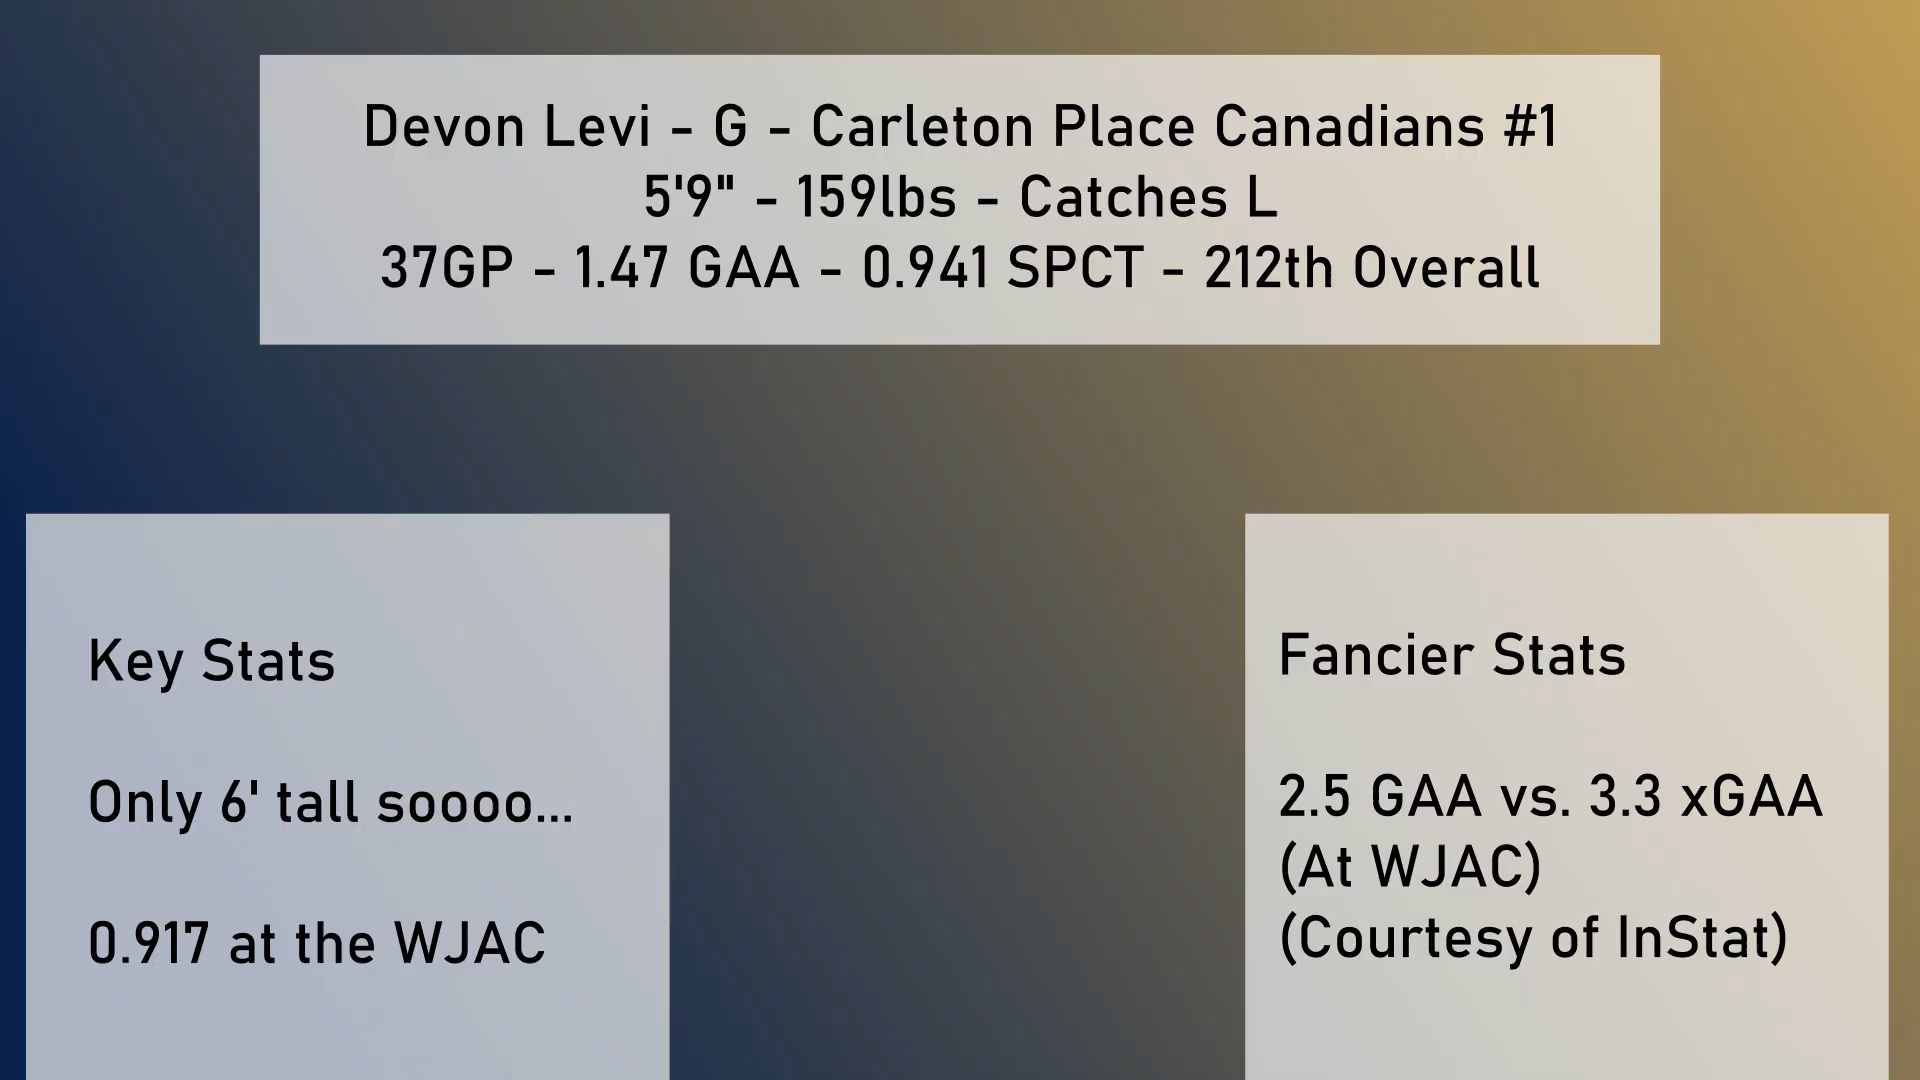 Devon Levi - G - Carleton Place Canadians #1
5'9" - 159lbs - Catches L
37GP - 1.47 GAA - 0.941 SPCT - 212th Overall
Key Stats
Only 6' tall soooo...
0.917 at the WJAC
Fancier Stats
2.5 GAA vs. 3.3 xGAA
(At WJAC)
(Courtesy of InStat)